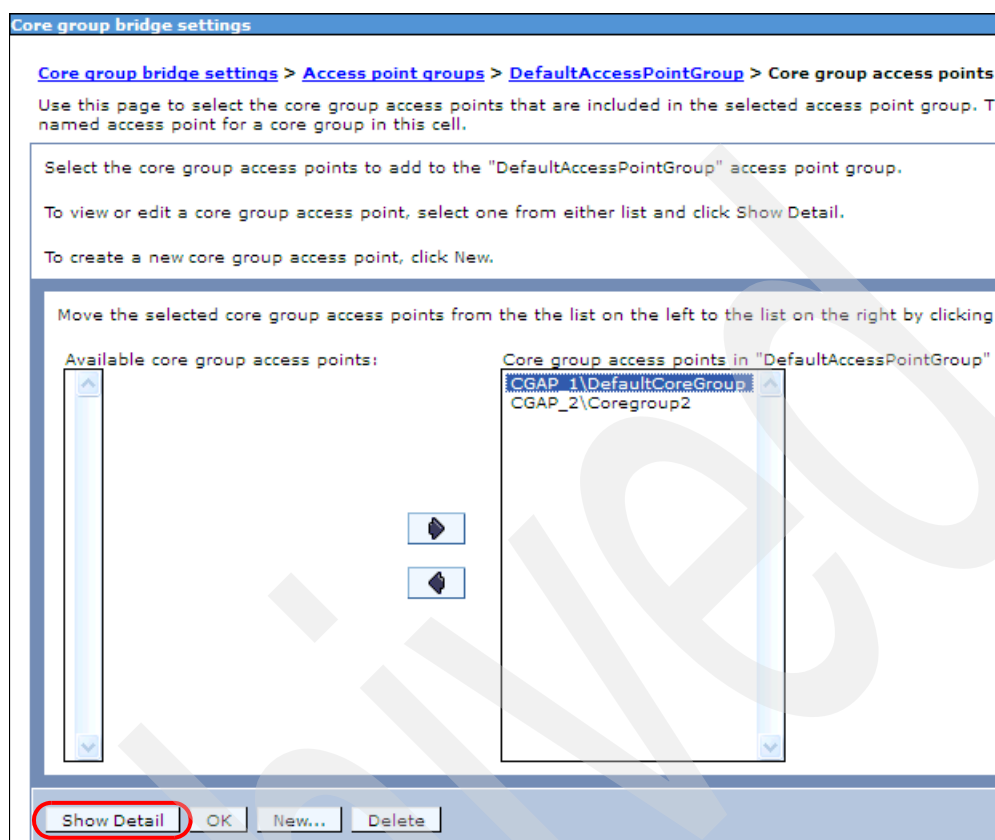 Core group bridge settings
Core group bridge settings > Access point groups > DefaultAccessPointGroup > Core group access points
Use this page to select the core group access points that are included in the selected access point group. T
named access point for a core group in this cell.
Select the core group access points to add to the "DefaultAccessPointGroup" access point group.
To view or edit a core group access point, select one from either list and click Show Detail.
To create a new core group access point, click New.
Move the selected core group access points from the the list on the left to the list on the right by clicking
Available core group access points:
Core group access points in "DefaultAccessPointGroup"
CGAP_1\DefaultCoreGroup
CGAP_2\Coregroup2
Show Detail OK New... Delete
hived